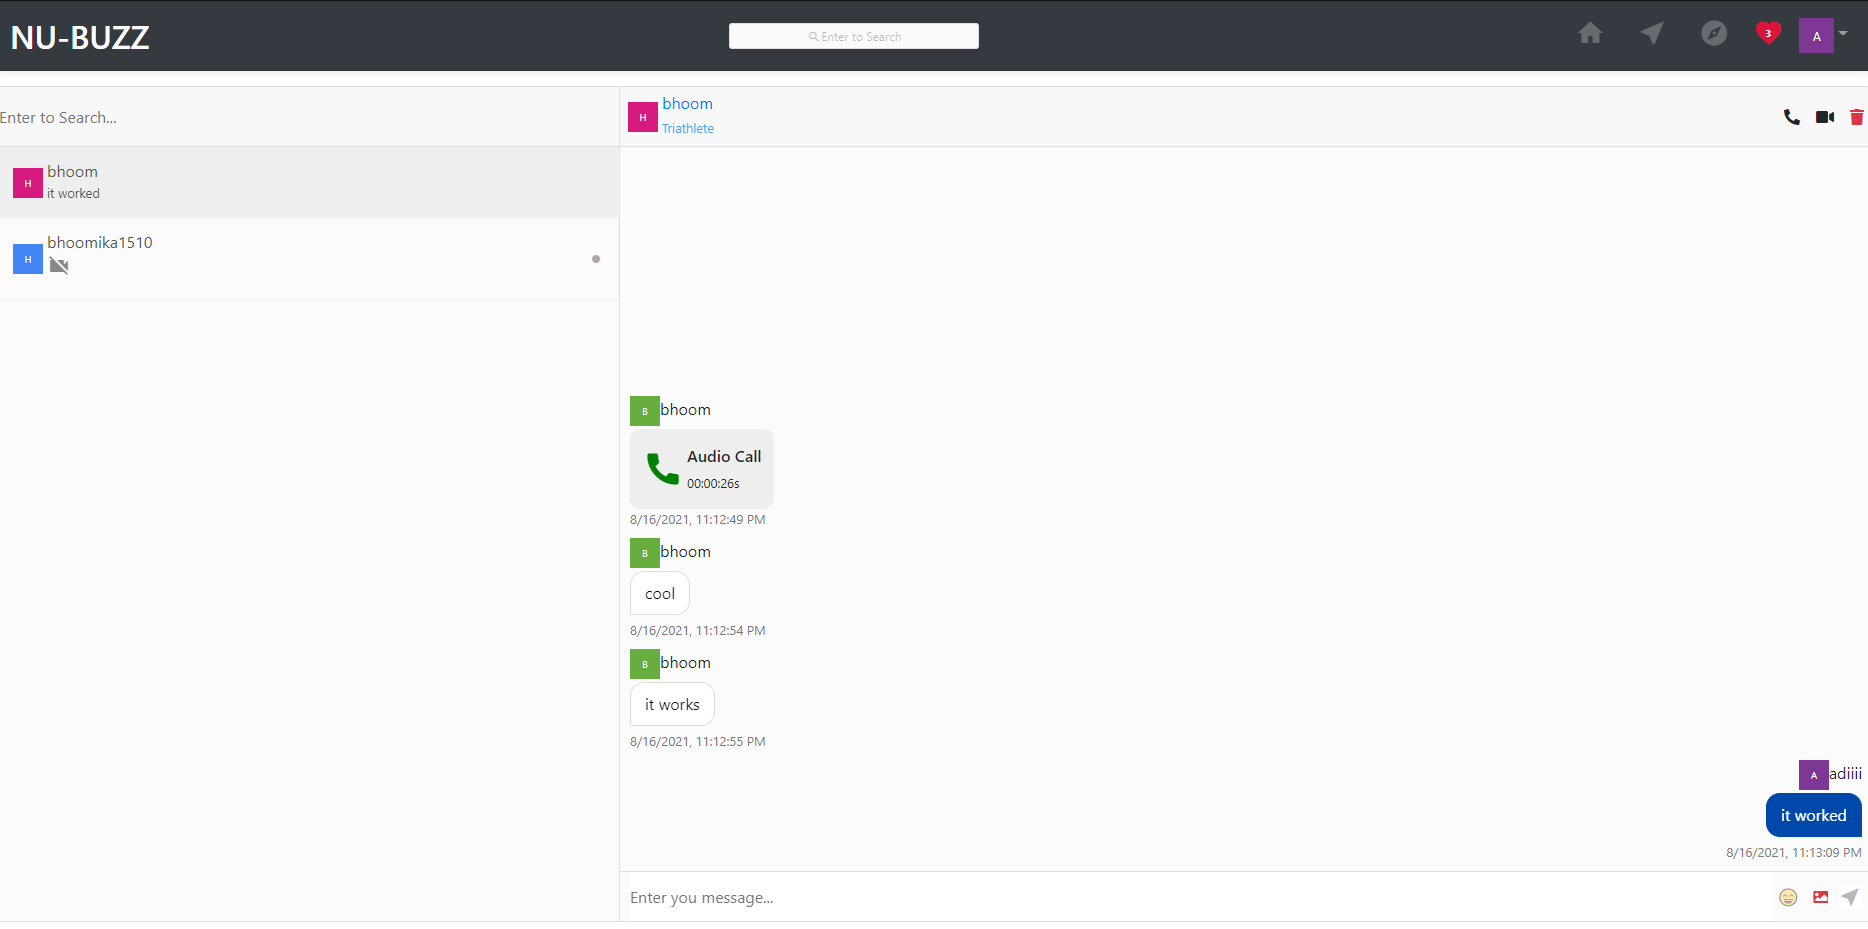 NU-BUZZ
Enter to Search
3
A
Enter to Search...
H
bhoom
it worked
H
bhoomika1510
H
bhoom
Triathlete
B
bhoom
Audio Call
00:00:26s
8/16/2021, 11:12:49 PM
B
bhoom
cool
8/16/2021, 11:12:54 PM
B
bhoom
it works
8/16/2021, 11:12:55 PM
A
adiiii
it worked
8/16/2021, 11:13:09 PM
Enter you message...